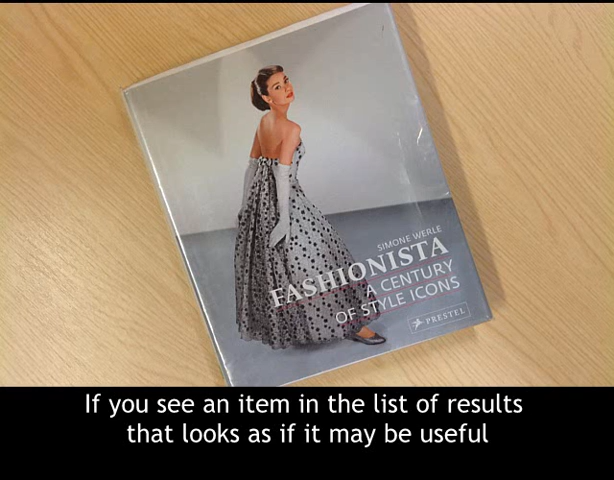 SIMONE WERLE
FASHIONISTA
A CENTURY
OF STYLE ICONS
PRESTEL
If you see an item in the list of results
that looks as if it may be useful